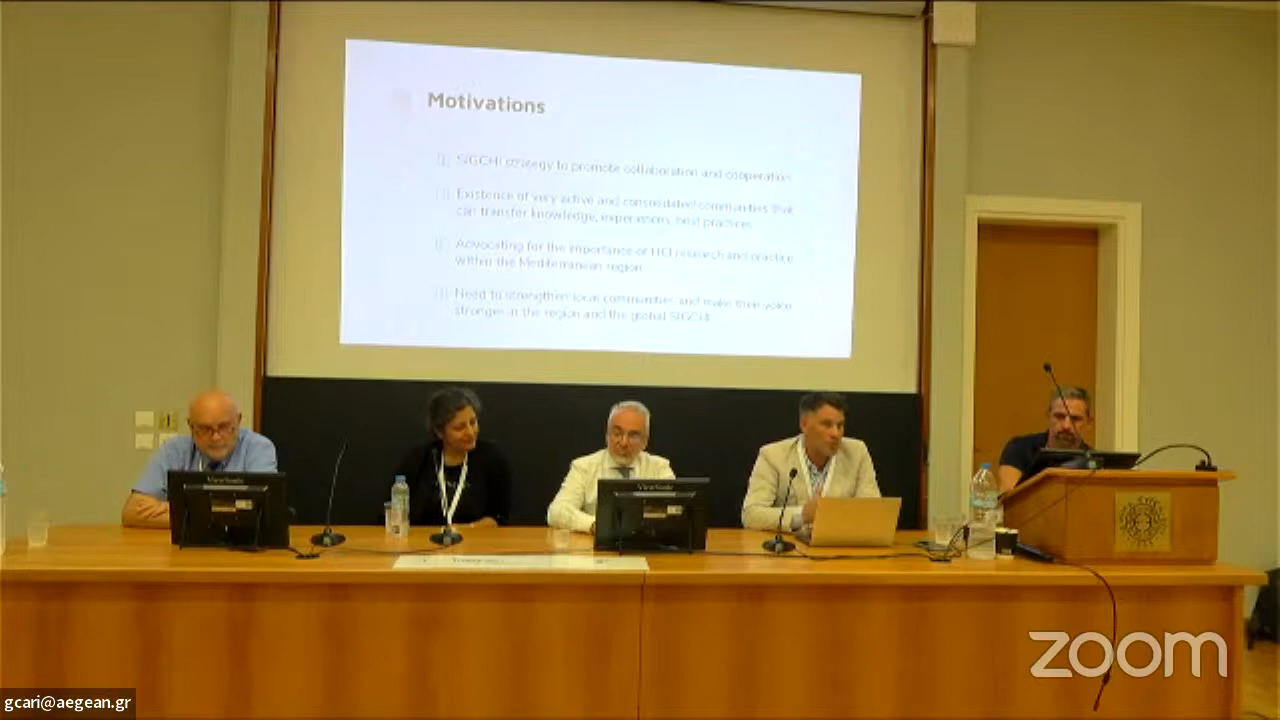 Motivations
SIGCHI strategy to promote collaboration and cooperation
Existence of very active and consolidated communities that
can transfer knowledge, experiences, best practices
Advocating for the importance of HCI research and practice
within the Mediterranean region
Need to strengthen local communities and make their voice
stronger in the region and the global SIGCHI
ViewSonic
ViewSonic
zoom
gcari@aegean.gr